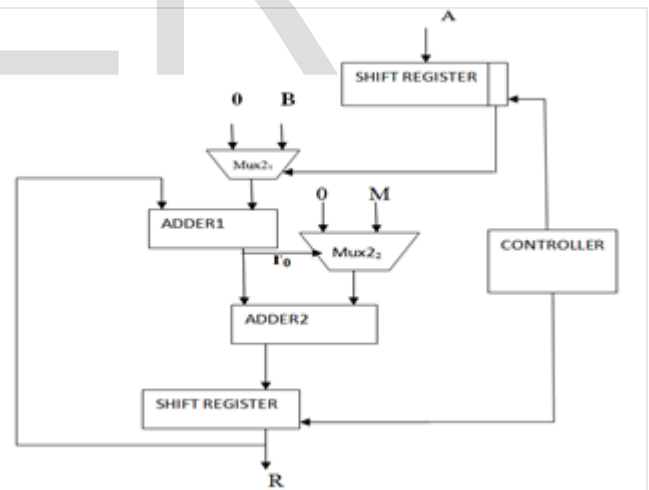 A
SHIFT REGISTER
0 B
Mux2₁
0 M
ADDER1
Mux2₂
CONTROLLER
r₀
ADDER2
SHIFT REGISTER
R